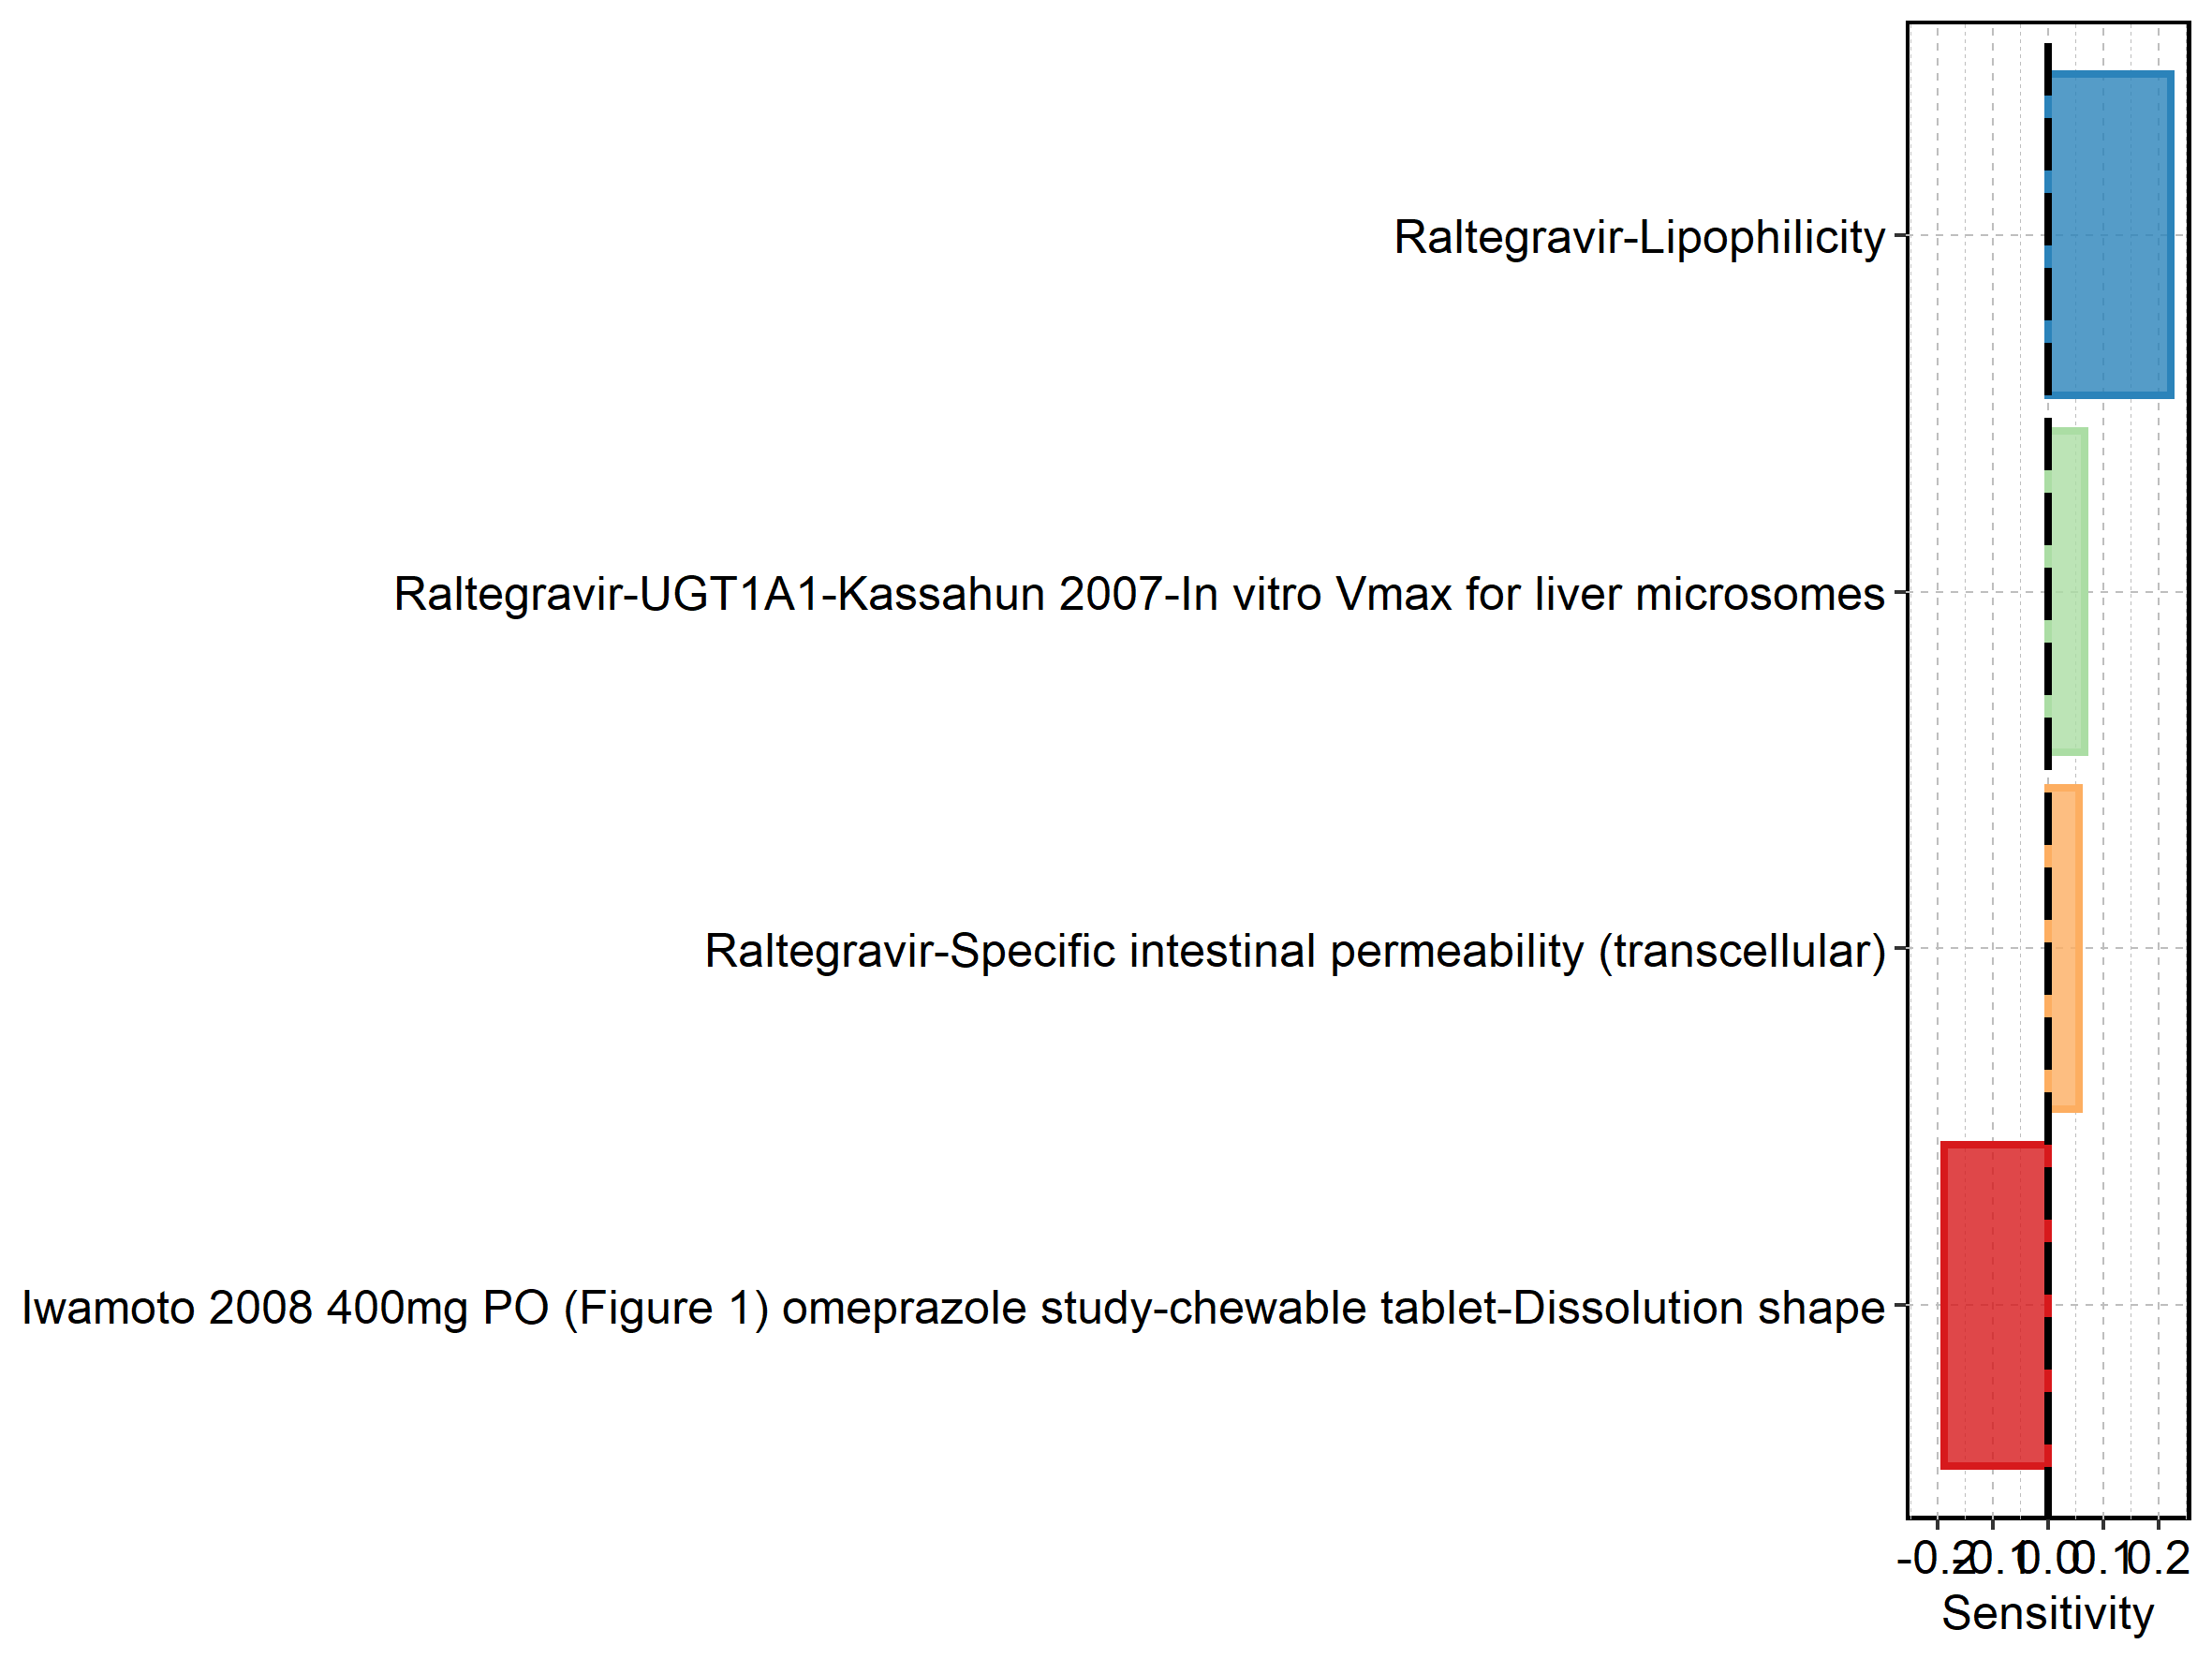 Raltegravir-Lipophilicity
Raltegravir-UGT1A1-Kassahun 2007-In vitro Vmax for liver microsomes
Raltegravir-Specific intestinal permeability (transcellular)
Iwamoto 2008 400mg PO (Figure 1) omeprazole study-chewable tablet-Dissolution shape
-0.2 -0.1 0.0 0.1 0.2
Sensitivity